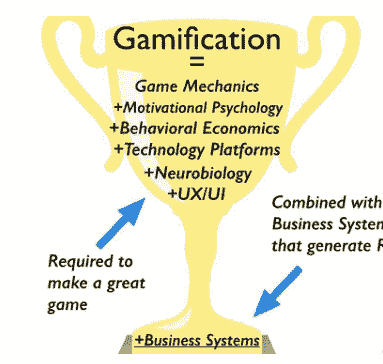 Gamification
=
Game Mechanics
+Motivational Psychology
+Behavioral Economics
+Technology Platforms
+Neurobiology
+UX/UI
Required to
make a great
game
Combined with
Business
that generate
+Business Systems